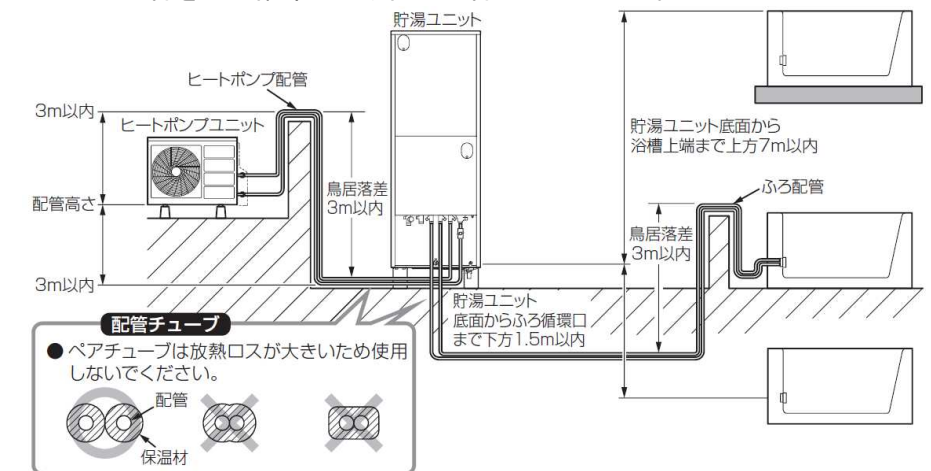 貯湯ユニット
ヒートポンプ配管
3m以内
ヒートポンプユニット
配管高さ
3m以内
鳥居落差
3m以内
貯湯ユニット底面から
浴槽上端まで上方7m以内
ふろ配管
鳥居落差
3m以内
貯湯ユニット
底面からふろ循環口
まで下方1.5m以内
配管チューブ
● ペアチューブは放熱ロスが大きいため使用
しないでください。
配管
保温材